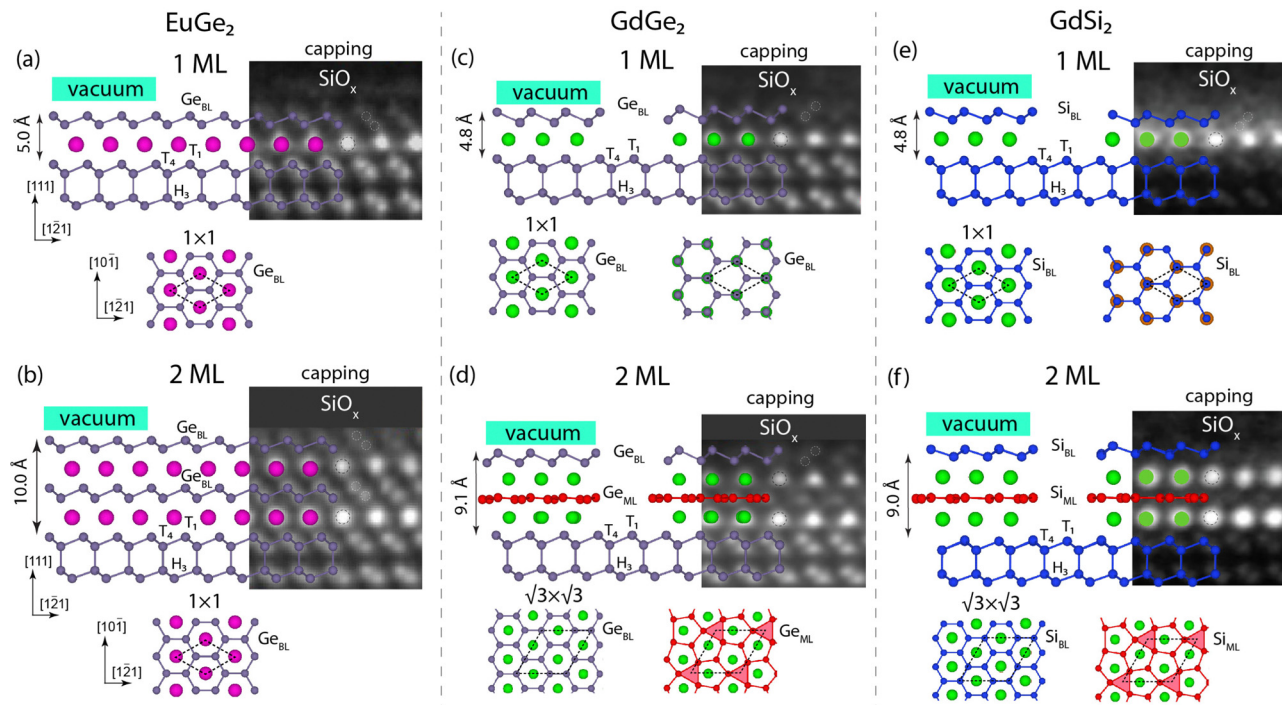 EuGe₂
GdGe₂
GdSi₂
(a)
1 ML
capping
SiOₓ
vacuum
Ge_BL
5.0 Å
T₄
T₁
H₃
[111]
[12̄1]
1×1
[101̄]
[12̄1]
Ge_BL
(c)
1 ML
capping
SiOₓ
vacuum
Ge_BL
4.8 Å
T₄
T₁
H₃
1×1
Ge_BL
Ge_BL
(e)
1 ML
capping
SiOₓ
vacuum
Si_BL
4.8 Å
T₄
T₁
H₃
1×1
Si_BL
Si_BL
(b)
2 ML
capping
SiOₓ
vacuum
Ge_BL
Ge_BL
10.0 Å
T₄
T₁
H₃
[111]
[12̄1]
1×1
[101̄]
[12̄1]
Ge_BL
(d)
2 ML
capping
SiOₓ
vacuum
Ge_BL
Ge_ML
9.1 Å
T₄
T₁
H₃
√3×√3
Ge_BL
Ge_ML
(f)
2 ML
capping
SiOₓ
vacuum
Si_BL
Si_ML
9.0 Å
T₄
T₁
H₃
√3×√3
Si_BL
Si_ML